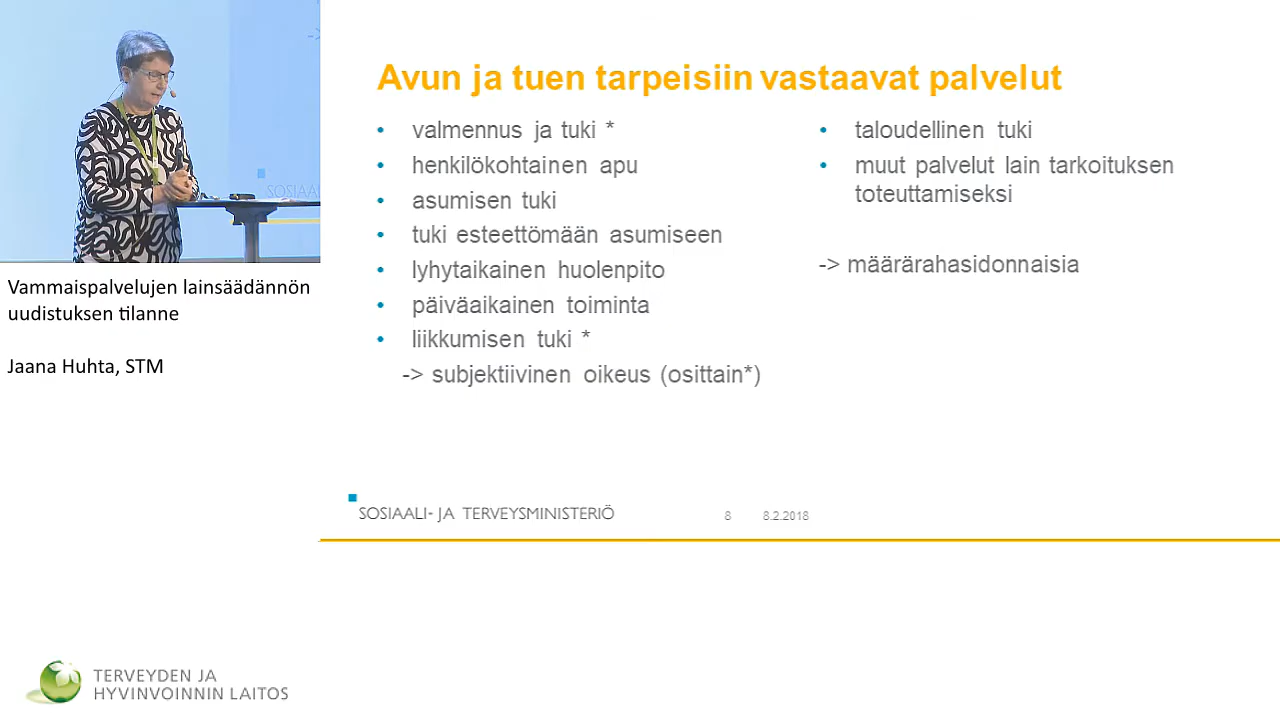 Avun ja tuen tarpeisiin vastaavat palvelut
• valmennus ja tuki *
• henkilökohtainen apu
• asumisen tuki
• tuki esteettömään asumiseen
• lyhytaikainen huolenpito
• päiväaikainen toiminta
• liikkumisen tuki *
-> subjektiivinen oikeus (osittain*)
• taloudellinen tuki
• muut palvelut lain tarkoituksen
toteuttamiseksi
-> määrärahasidonnaisia
SOSIAALI- JA TERVEYSMINISTERIÖ
8
8.2.2018
SOSIAA
Vammaispalvelujen lainsäädännön
uudistuksen tilanne
Jaana Huhta, STM
TERVEYDEN JA
HYVINVOINNIN LAITOS